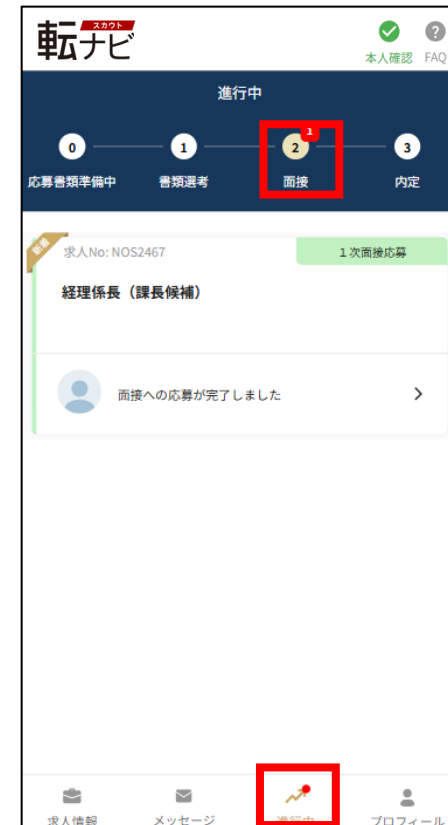 スカウト
転ナビ
本人確認 FAQ
進行中
1
0 1 2 3
応募書類準備中 書類選考 面接 内定
新着
求人No: NOS2467 1次面接応募
経理係長（課長候補）
面接への応募が完了しました
求人情報 メッセージ 進行中 プロフィール